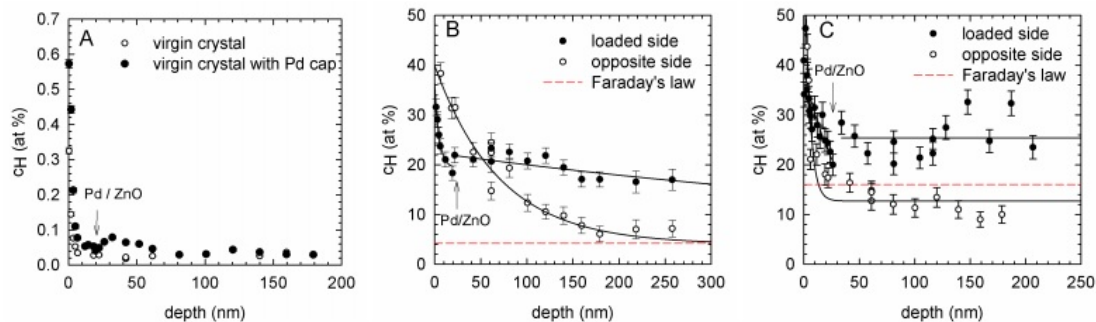 A
virgin crystal
virgin crystal with Pd cap
Pd / ZnO
cH (at %)
0.7
0.6
0.5
0.4
0.3
0.2
0.1
0.0
0 50 100 150 200
depth (nm)
B
loaded side
opposite side
Faraday's law
Pd/ZnO
cH (at %)
50
40
30
20
10
0
0 50 100 150 200 250 300
depth (nm)
C
loaded side
opposite side
Faraday's law
Pd/ZnO
cH (at %)
50
40
30
20
10
0
0 50 100 150 200 250
depth (nm)